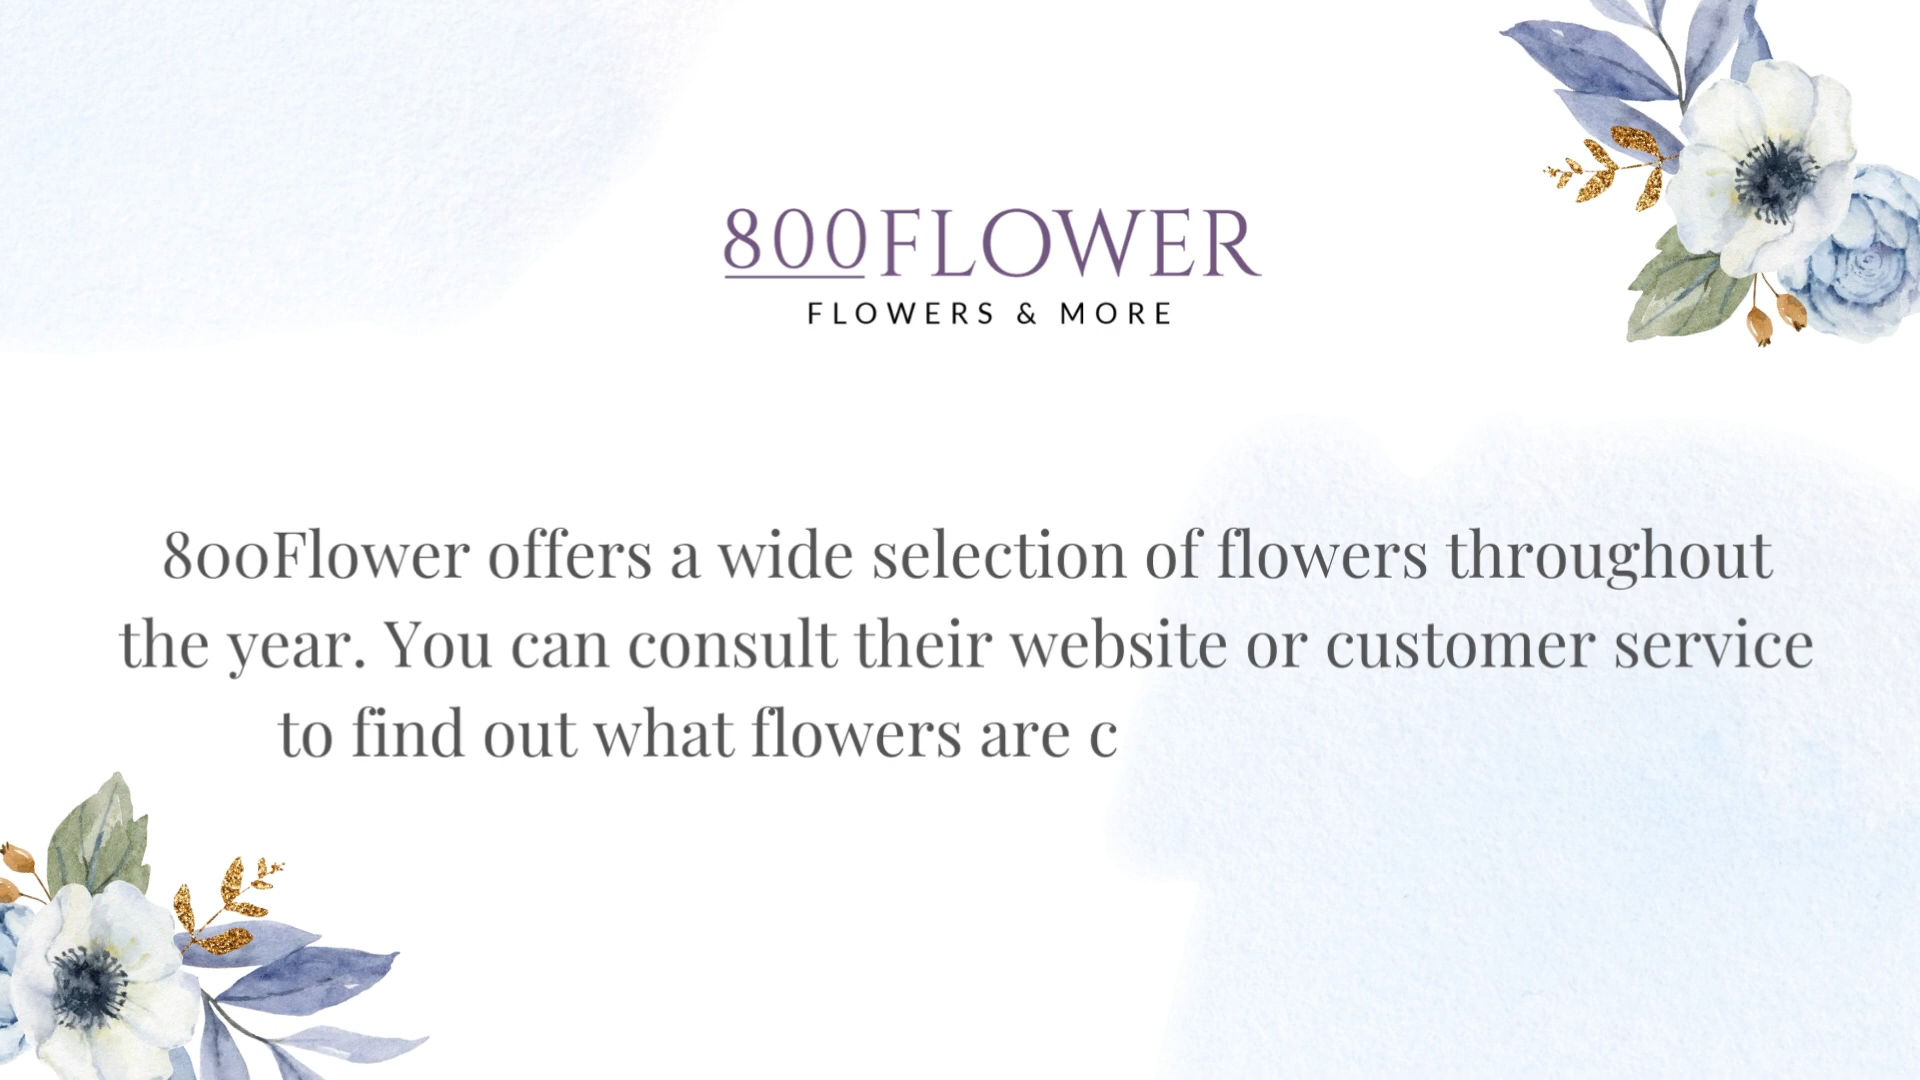 800FLOWER
FLOWERS & MORE
800Flower offers a wide selection of flowers throughout
the year. You can consult their website or customer service
to find out what flowers are c